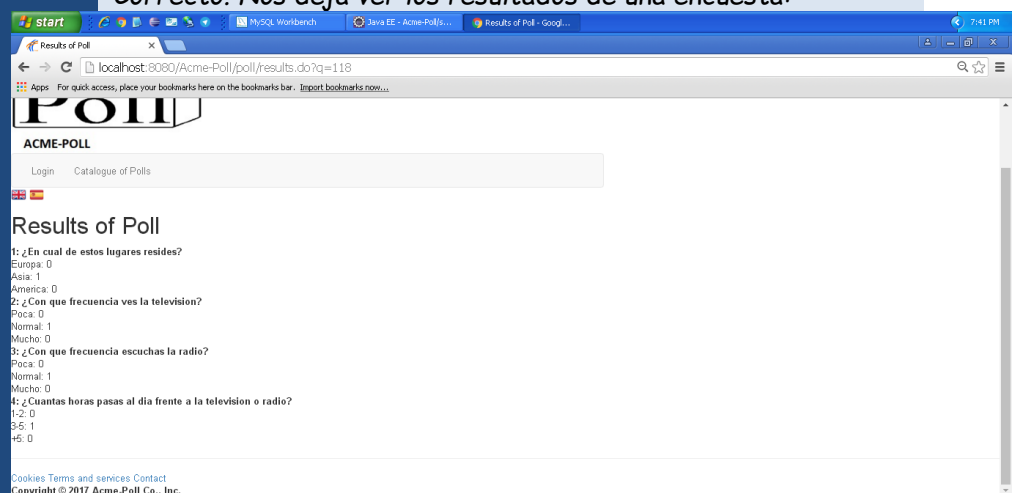 Correcto. Nos deja ver los resultados de una encuesta.
start
MySQL Workbench
Java EE - Acme-Poll/s...
Results of Poll - Googl...
7:41 PM
Results of Poll
localhost:8080/Acme-Poll/poll/results.do?q=118
Apps For quick access, place your bookmarks here on the bookmarks bar. Import bookmarks now...
Poll
ACME-POLL
Login Catalogue of Polls
Results of Poll
1: ¿En cual de estos lugares resides?
Europa: 0
Asia: 1
America: 0
2: ¿Con que frecuencia ves la television?
Poca: 0
Normal: 1
Mucho: 0
3: ¿Con que frecuencia escuchas la radio?
Poca: 0
Normal: 1
Mucho: 0
4: ¿Cuantas horas pasas al dia frente a la television o radio?
1-2: 0
3-5: 1
+5: 0
Cookies Terms and services Contact
Copyright © 2017 Acme-Poll Co., Inc.